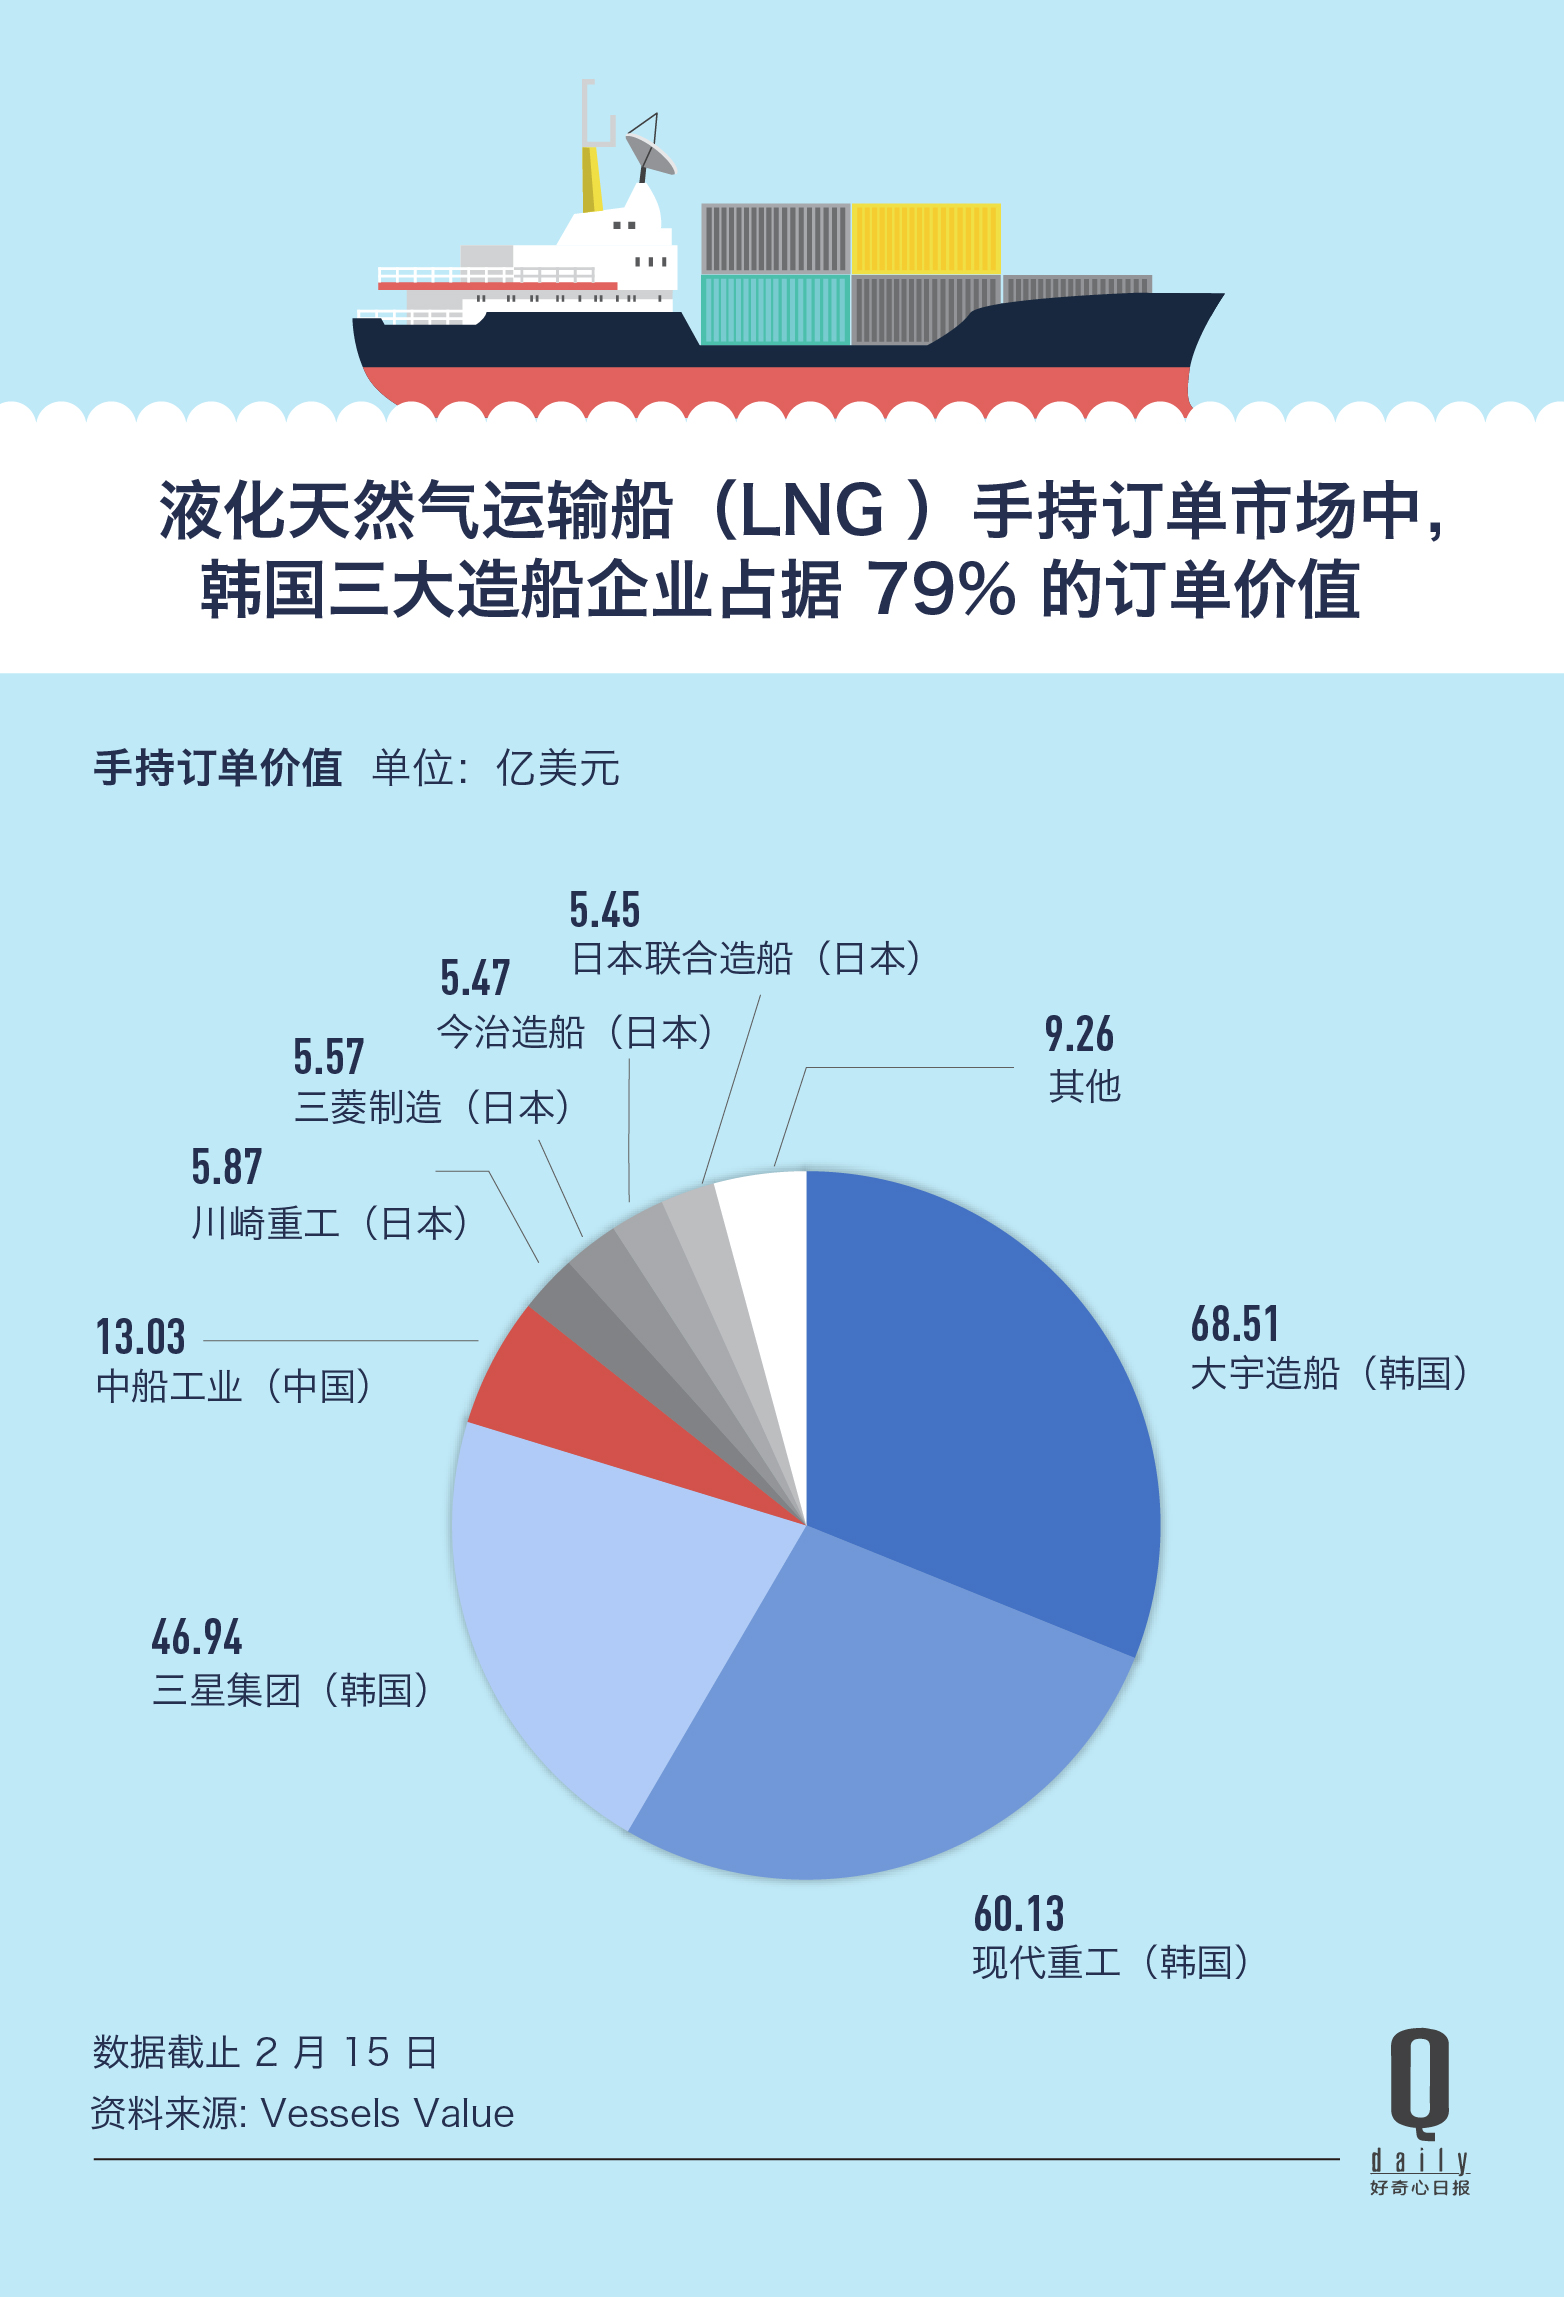 液化天然气运输船（LNG ）手持订单市场中,
韩国三大造船企业占据 79% 的订单价值
手持订单价值 单位：亿美元
5.45
日本联合造船（日本）
5.47
今治造船（日本）
5.57
三菱制造（日本）
5.87
川崎重工（日本）
9.26
其他
13.03
中船工业（中国）
68.51
大宇造船（韩国）
46.94
三星集团（韩国）
60.13
现代重工（韩国）
数据截止 2 月 15 日
资料来源: Vessels Value
Q
daily
好奇心日报